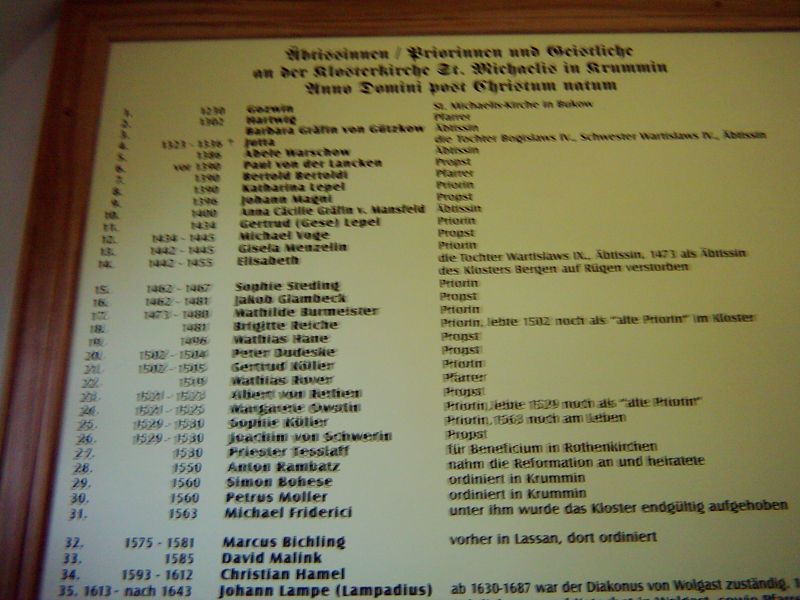 Äbtissinnen / Priorinnen und Geistliche
an der Klosterkirche St. Michaelis in Krummin
Anno Domini post Christum natum
1. 1230 Gozwin St. Michaelis-Kirche in Bukow
2. 1302 Hartwig Pfarrer
3. Barbara Gräfin von Gützkow Äbtissin
4. 1323 - 1336 † Jutta die Tochter Bogislaws IV., Schwester Wartislaws IV., Äbtissin
5. 1386 Abele Warschow Äbtissin
6. vor 1390 Paul von der Lancken Propst
7. 1390 Bertold Bertoldi Pfarrer
8. 1390 Katharina Lepel Priorin
9. 1396 Johann Magni Propst
10. 1400 Anna Cäcilie Gräfin v. Mansfeld Äbtissin
11. 1434 Gertrud (Gese) Lepel Priorin
12. 1434 - 1445 Michael Voge Propst
13. 1442 - 1445 Gisela Menzelin Priorin
14. 1442 - 1455 Elisabeth die Tochter Wartislaws IX., Äbtissin, 1473 als Äbtissin
des Klosters Bergen auf Rügen verstorben
15. 1462 - 1467 Sophie Steding Priorin
16. 1462 - 1481 Jakob Glambeck Propst
17. 1473 - 1480 Mathilde Burmeister Priorin
18. 1481 Brigitte Reiche Priorin, lebte 1502 noch als "alte Priorin" im Kloster
19. 1496 Mathias Hane Propst
20. 1502 - 1504 Peter Dudeske Propst
21. 1502 - 1505 Gertrud Küller Priorin
22. 1519 Mathias Rover Pfarrer
23. 1521 - 1523 Albert von Rethen Propst
24. 1521 - 1525 Margarete Owstin Priorin, lebte 1529 noch als "alte Priorin"
25. 1529 - 1530 Sophie Küller Priorin, 1563 noch am Leben
26. 1529 - 1530 Joachim von Schwerin Propst
27. 1530 Priester Tesslaff für Beneficium in Rothenkirchen
28. 1550 Anton Rambatz nahm die Reformation an und heiratete
29. 1560 Simon Bohese ordiniert in Krummin
30. 1560 Petrus Moller ordiniert in Krummin
31. 1563 Michael Friderici unter ihm wurde das Kloster endgültig aufgehoben
32. 1575 - 1581 Marcus Bichling vorher in Lassan, dort ordiniert
33. 1585 David Malink
34. 1593 - 1612 Christian Hamel
35. 1613 - nach 1643 Johann Lampe (Lampadius) ab 1630-1687 war der Diakonus von Wolgast zuständig.